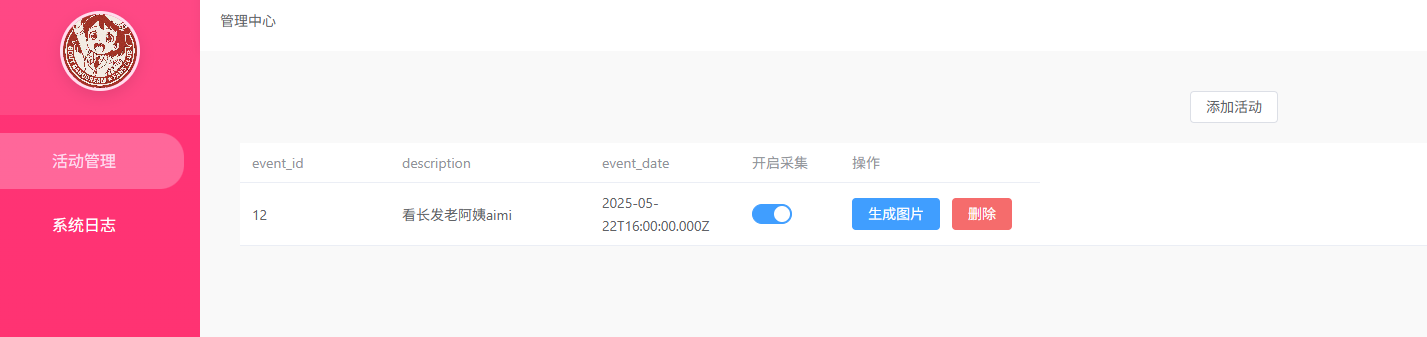 管理中心
活动管理
系统日志
添加活动
event_id description event_date 开启采集 操作
12 看长发老阿姨aimi 2025-05-
22T16:00:00.000Z 生成图片 删除